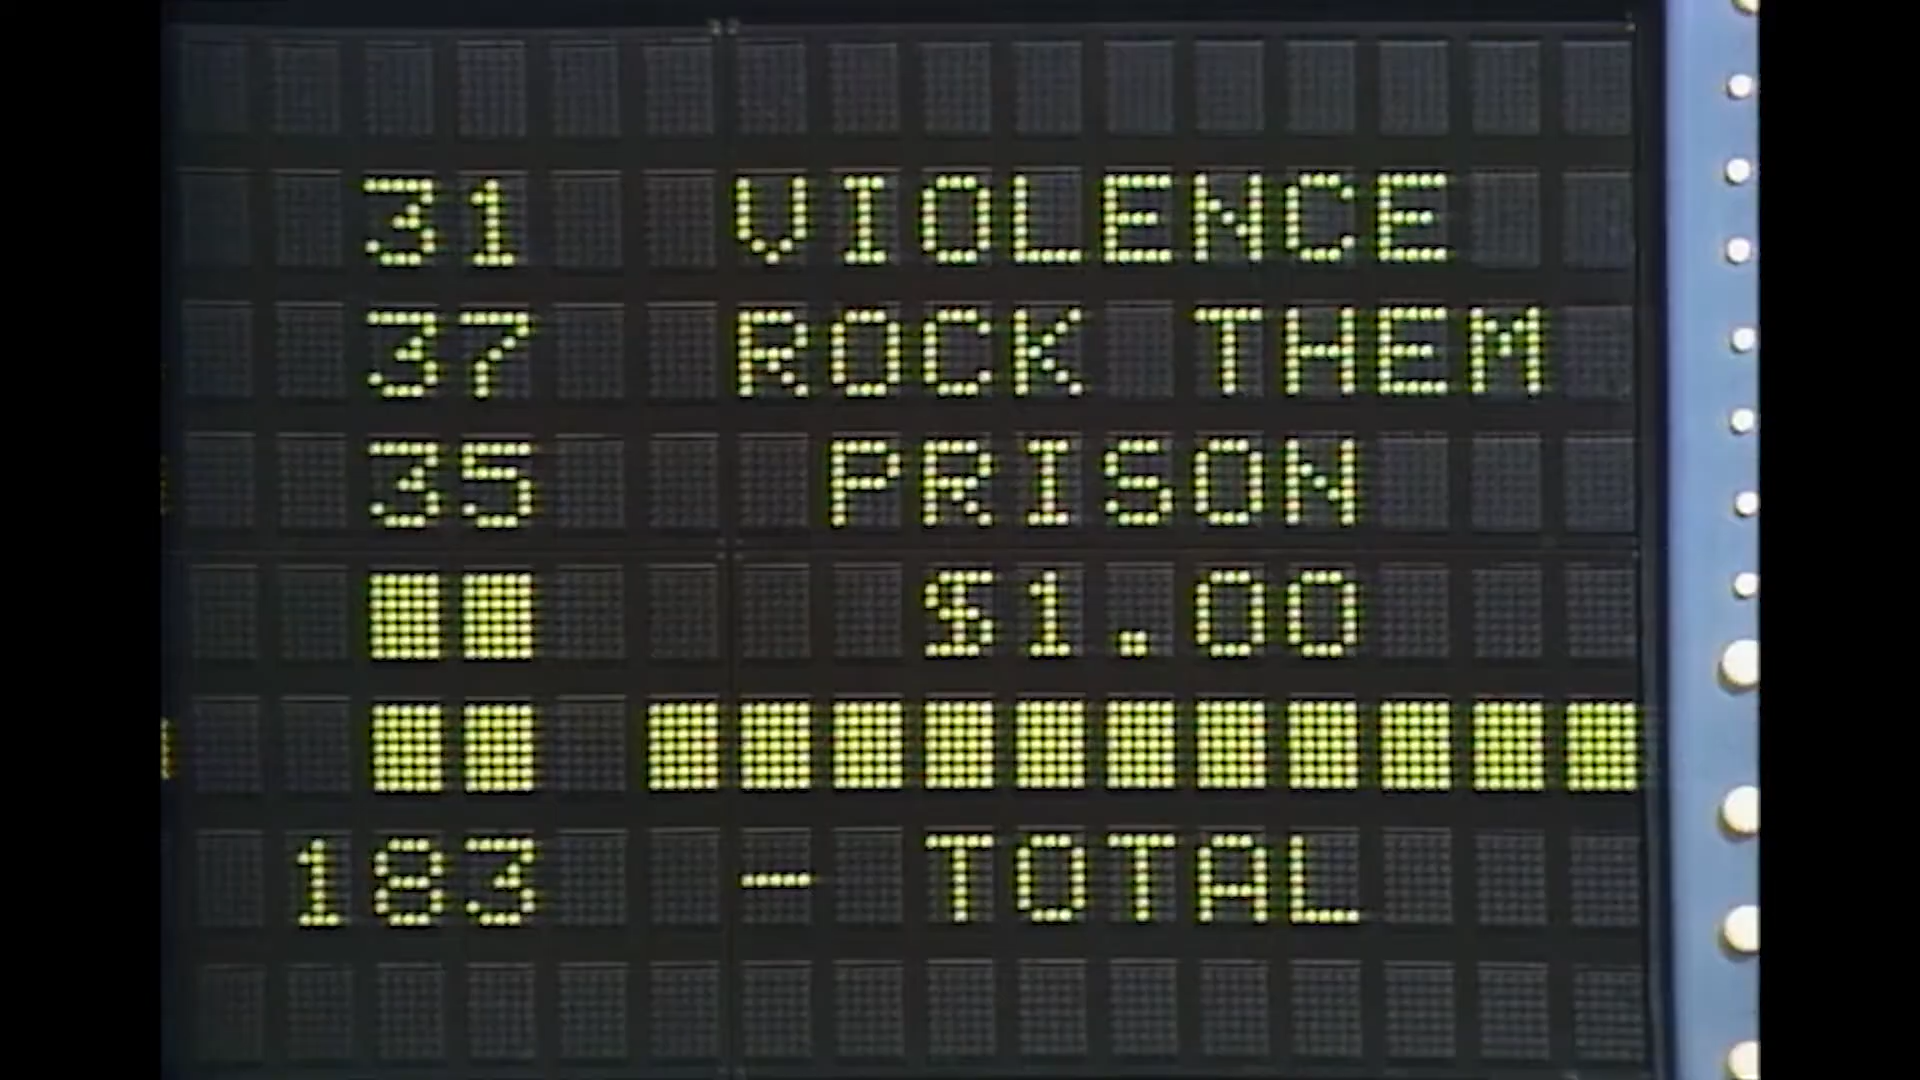 31 VIOLENCE
37 ROCK THEM
35 PRISON
$1.00
183 - TOTAL